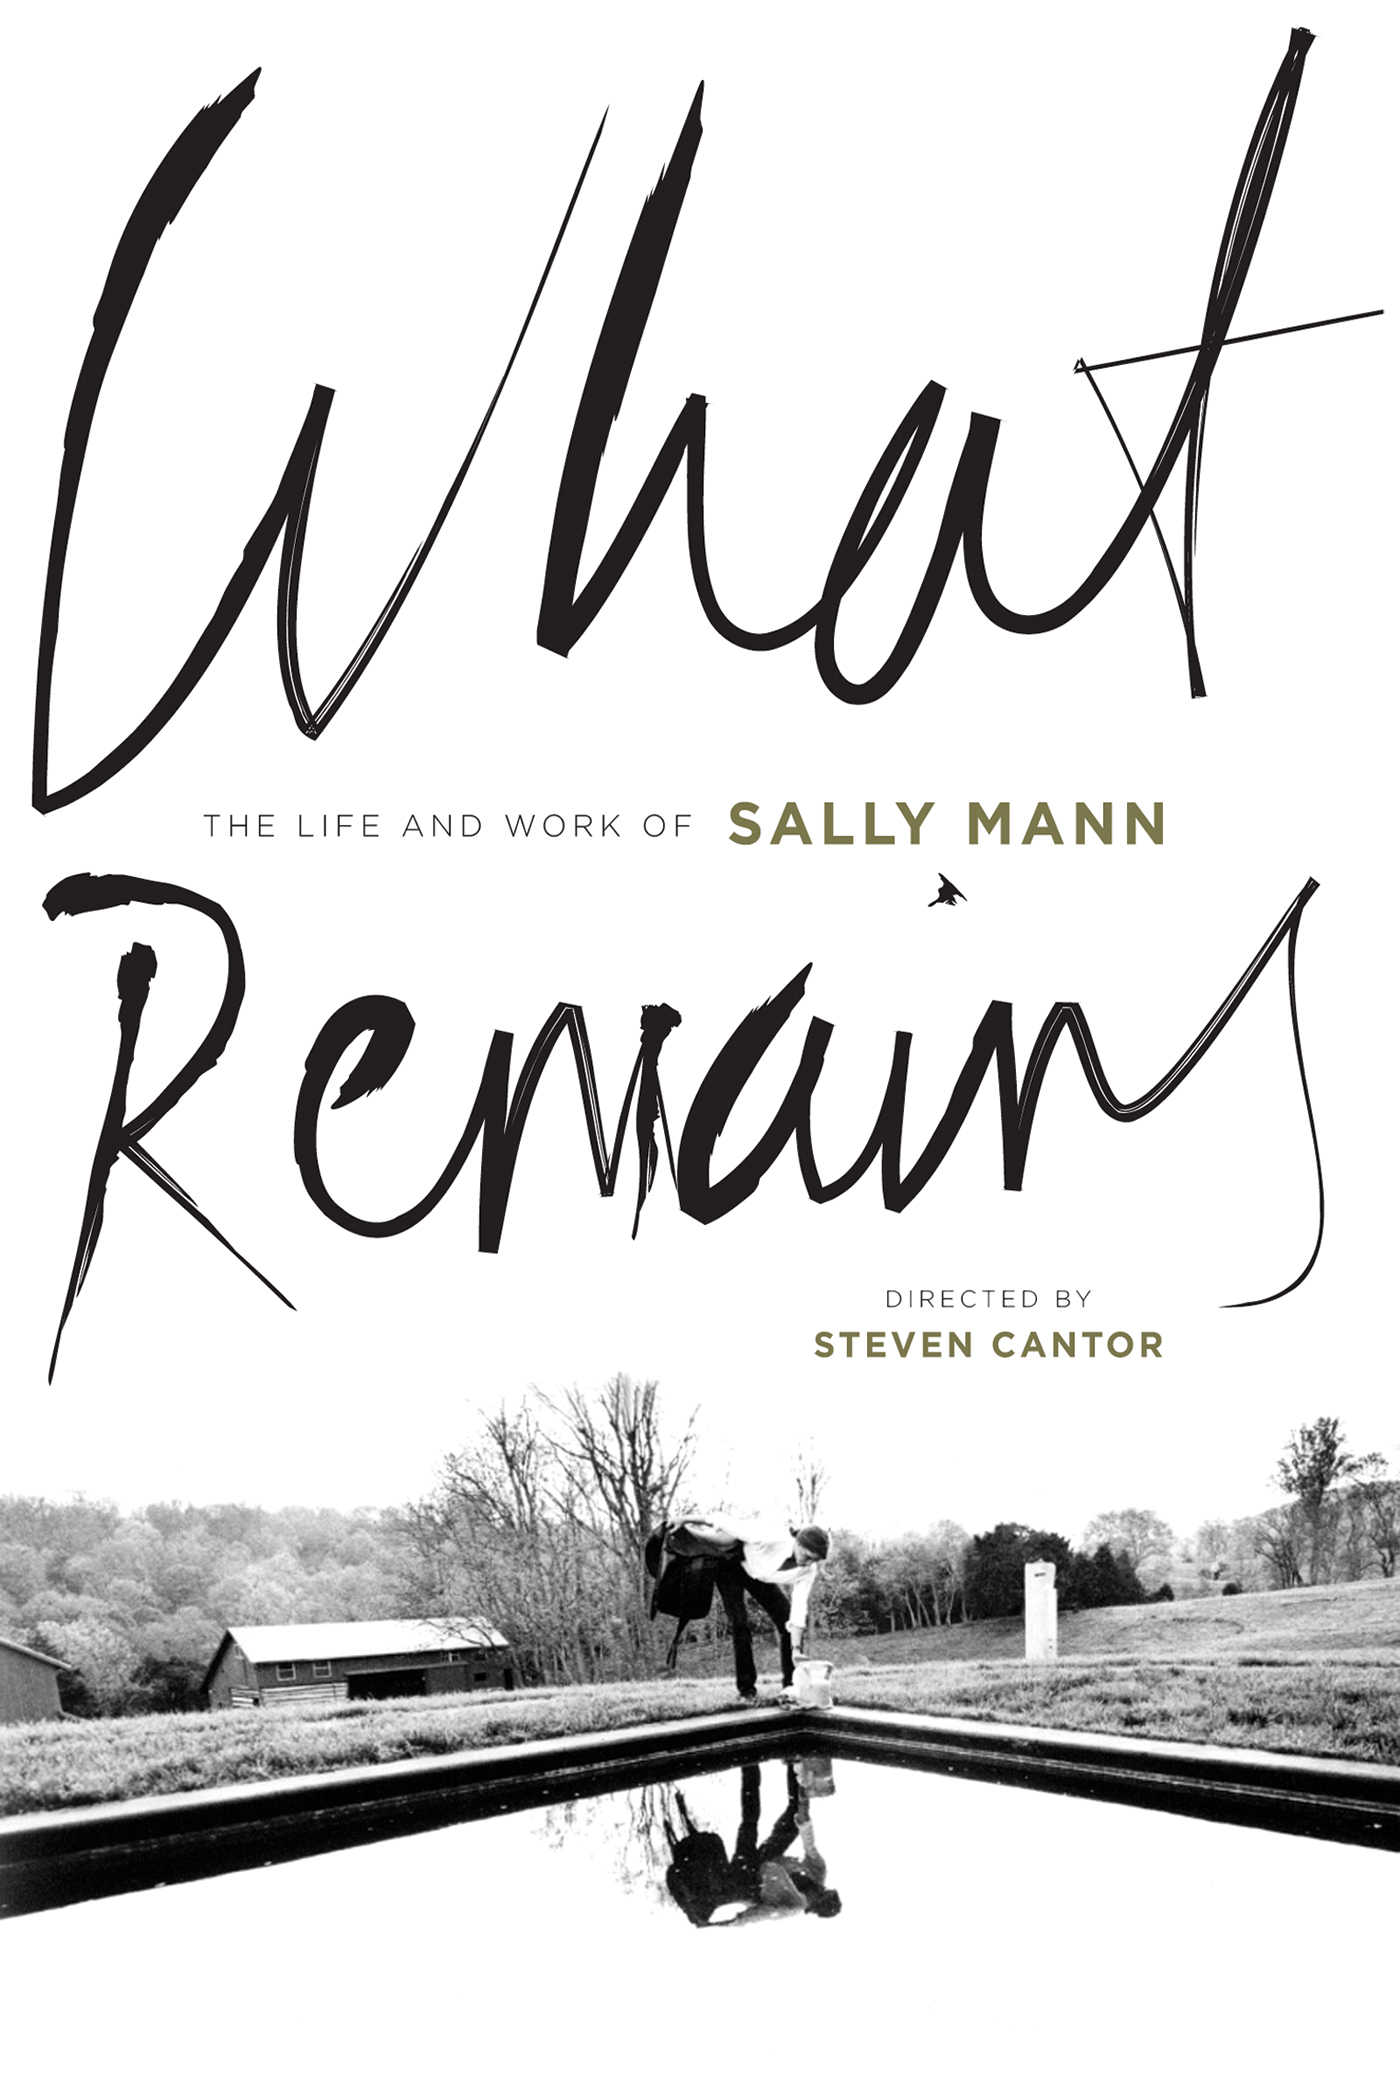 What
THE LIFE AND WORK OF SALLY MANN
Remains
DIRECTED BY
STEVEN CANTOR